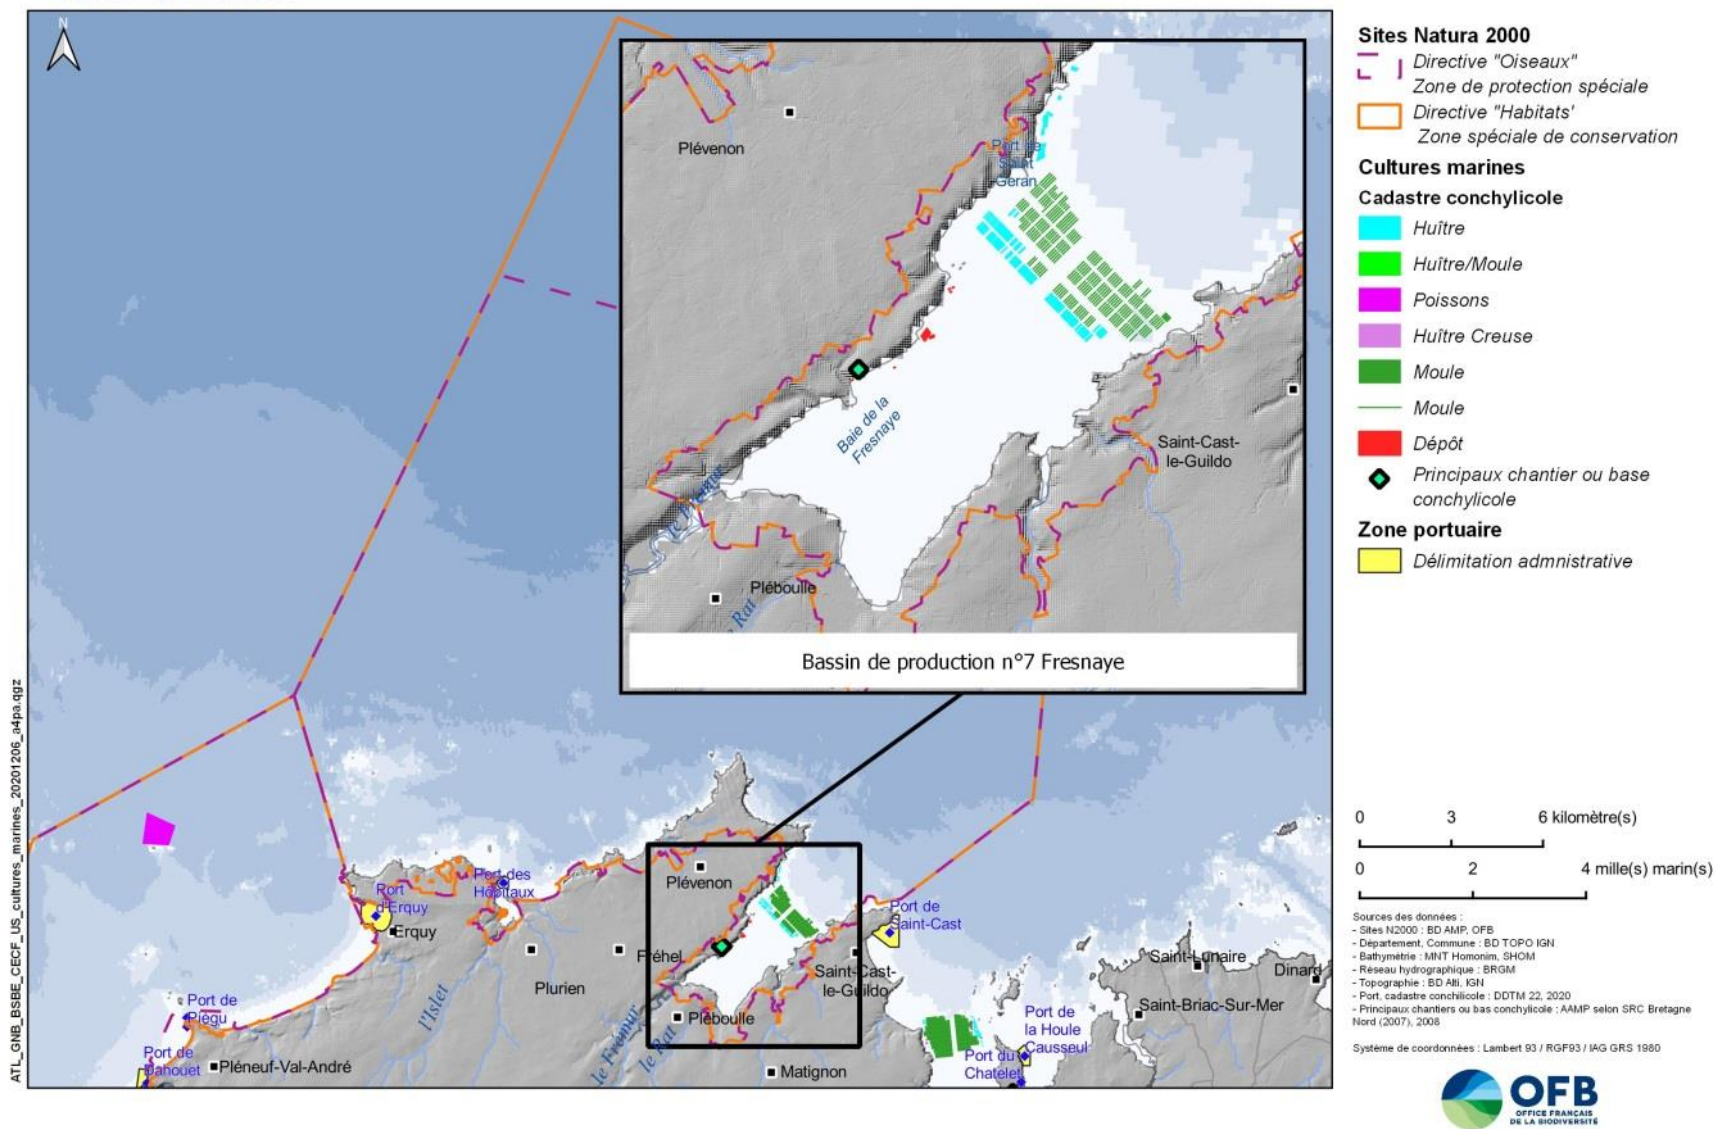 N
Plévenon
Port de
Saint
Geran
Baie de la
Fresnaye
Saint-Cast-
le-Guildo
le Frémur
Pléboulle
Rat
Bassin de production n°7 Fresnaye
Port
d'Erquy
Erquy
Port des
Hôpitaux
Plévenon
Fréhel
Plurien
l'Islet
Port de
Saint-Cast
Saint-Cast-
le-Guildo
Pléboulle
le Frémur
le Rat
Matignon
Port de
Piégu
Port de
Dahouet
Pléneuf-Val-André
Saint-Lunaire
Dinard
Saint-Briac-Sur-Mer
Port de
la Houle
Causseul
Port du
Chatelet
ATL_GNB_BSBE_CECF_US_cultures_marines_20201206_a4pa.qgz
Sites Natura 2000
Directive "Oiseaux"
Zone de protection spéciale
Directive "Habitats'
Zone spéciale de conservation
Cultures marines
Cadastre conchylicole
Huître
Huître/Moule
Poissons
Huître Creuse
Moule
Moule
Dépôt
Principaux chantier ou base
conchylicole
Zone portuaire
Délimitation admnistrative
0 3 6 kilomètre(s)
0 2 4 mille(s) marin(s)
Sources des données :
- Sites N2000 : BD AMP, OFB
- Département, Commune : BD TOPO IGN
- Bathymétrie : MNT Homonim, SHOM
- Réseau hydrographique : BRGM
- Topographie : BD Alti, IGN
- Port, cadastre conchilicole : DDTM 22, 2020
- Principaux chantiers ou bas conchylicole : AAMP selon SRC Bretagne
Nord (2007), 2008
Système de coordonnées : Lambert 93 / RGF93 / IAG GRS 1980
OFB
OFFICE FRANÇAIS
DE LA BIODIVERSITÉ